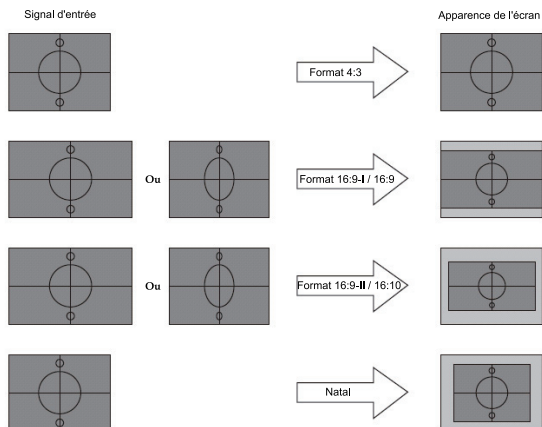 Signal d'entrée
Apparence de l'écran
Format 4:3
Ou
Format 16:9-I / 16:9
Ou
Format 16:9-II / 16:10
Natal